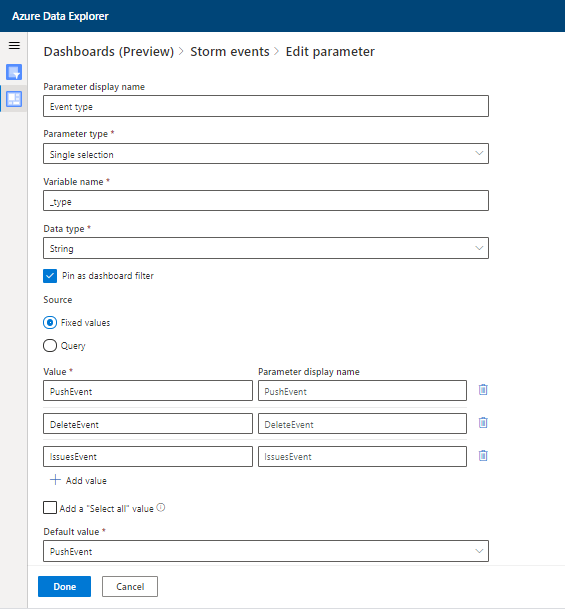 Azure Data Explorer
Dashboards (Preview) > Storm events > Edit parameter
Parameter display name
Event type
Parameter type *
Single selection
Variable name *
_type
Data type *
String
Pin as dashboard filter
Source
Fixed values
Query
Value * Parameter display name
PushEvent PushEvent
DeleteEvent DeleteEvent
IssuesEvent IssuesEvent
Add value
Add a "Select all" value
Default value *
PushEvent
Done Cancel